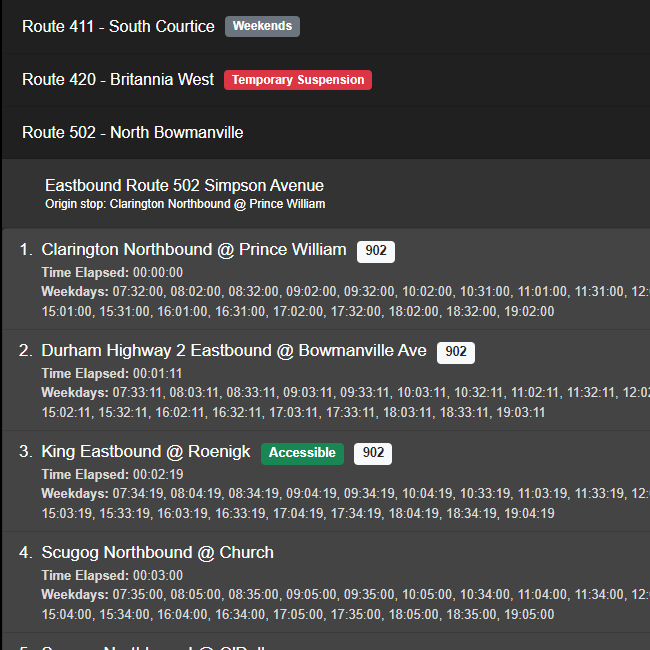 Route 411 - South Courtice Weekends
Route 420 - Britannia West Temporary Suspension
Route 502 - North Bowmanville
Eastbound Route 502 Simpson Avenue
Origin stop: Clarington Northbound @ Prince William
1. Clarington Northbound @ Prince William 902
Time Elapsed: 00:00:00
Weekdays: 07:32:00, 08:02:00, 08:32:00, 09:02:00, 09:32:00, 10:02:00, 10:31:00, 11:01:00, 11:31:00, 12:0
15:01:00, 15:31:00, 16:01:00, 16:31:00, 17:02:00, 17:32:00, 18:02:00, 18:32:00, 19:02:00
2. Durham Highway 2 Eastbound @ Bowmanville Ave 902
Time Elapsed: 00:01:11
Weekdays: 07:33:11, 08:03:11, 08:33:11, 09:03:11, 09:33:11, 10:03:11, 10:32:11, 11:02:11, 11:32:11, 12:02
15:02:11, 15:32:11, 16:02:11, 16:32:11, 17:03:11, 17:33:11, 18:03:11, 18:33:11, 19:03:11
3. King Eastbound @ Roenigk Accessible 902
Time Elapsed: 00:02:19
Weekdays: 07:34:19, 08:04:19, 08:34:19, 09:04:19, 09:34:19, 10:04:19, 10:33:19, 11:03:19, 11:33:19, 12:0
15:03:19, 15:33:19, 16:03:19, 16:33:19, 17:04:19, 17:34:19, 18:04:19, 18:34:19, 19:04:19
4. Scugog Northbound @ Church
Time Elapsed: 00:03:00
Weekdays: 07:35:00, 08:05:00, 08:35:00, 09:05:00, 09:35:00, 10:05:00, 10:34:00, 11:04:00, 11:34:00, 12:0
15:04:00, 15:34:00, 16:04:00, 16:34:00, 17:05:00, 17:35:00, 18:05:00, 18:35:00, 19:05:00